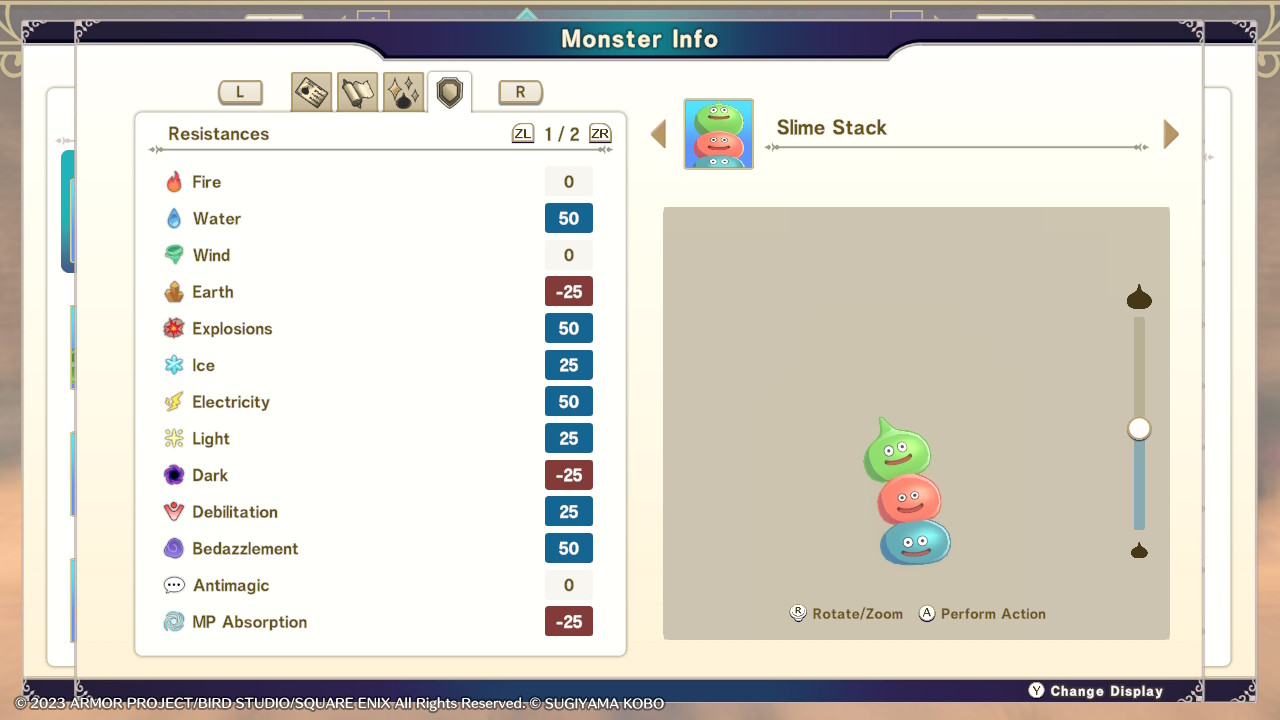 Monster Info
L
R
Resistances
ZL 1 / 2 ZR
Slime Stack
Fire 0
Water 50
Wind 0
Earth -25
Explosions 50
Ice 25
Electricity 50
Light 25
Dark -25
Debilitation 25
Bedazzlement 50
Antimagic 0
MP Absorption -25
R Rotate/Zoom A Perform Action
Y Change Display
© 2023 ARMOR PROJECT/BIRD STUDIO/SQUARE ENIX All Rights Reserved. © SUGIYAMA KOBO